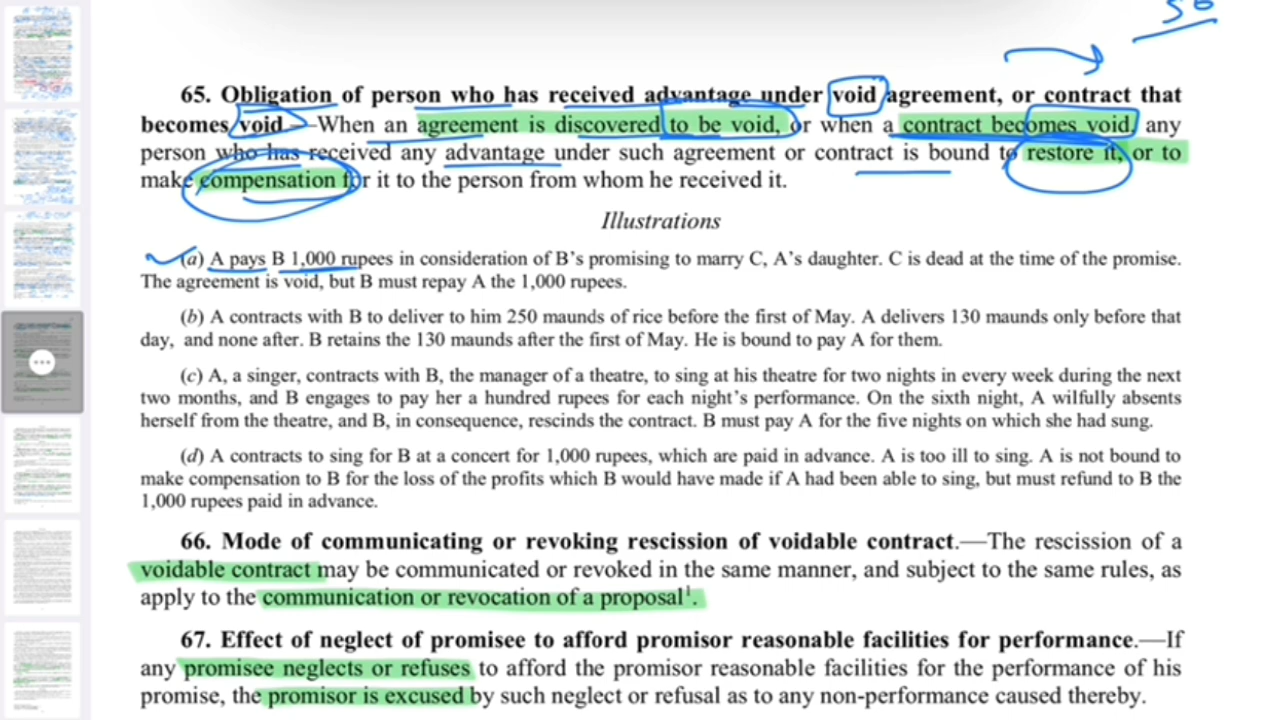 56
65. Obligation of person who has received advantage under void agreement, or contract that
becomes void.—When an agreement is discovered to be void, or when a contract becomes void, any
person who has received any advantage under such agreement or contract is bound to restore it, or to
make compensation for it to the person from whom he received it.
Illustrations
(a) A pays B 1,000 rupees in consideration of B's promising to marry C, A's daughter. C is dead at the time of the promise.
The agreement is void, but B must repay A the 1,000 rupees.
(b) A contracts with B to deliver to him 250 maunds of rice before the first of May. A delivers 130 maunds only before that
day, and none after. B retains the 130 maunds after the first of May. He is bound to pay A for them.
(c) A, a singer, contracts with B, the manager of a theatre, to sing at his theatre for two nights in every week during the next
two months, and B engages to pay her a hundred rupees for each night's performance. On the sixth night, A wilfully absents
herself from the theatre, and B, in consequence, rescinds the contract. B must pay A for the five nights on which she had sung.
(d) A contracts to sing for B at a concert for 1,000 rupees, which are paid in advance. A is too ill to sing. A is not bound to
make compensation to B for the loss of the profits which B would have made if A had been able to sing, but must refund to B the
1,000 rupees paid in advance.
66. Mode of communicating or revoking rescission of voidable contract.—The rescission of a
voidable contract may be communicated or revoked in the same manner, and subject to the same rules, as
apply to the communication or revocation of a proposal¹.
67. Effect of neglect of promisee to afford promisor reasonable facilities for performance.—If
any promisee neglects or refuses to afford the promisor reasonable facilities for the performance of his
promise, the promisor is excused by such neglect or refusal as to any non-performance caused thereby.